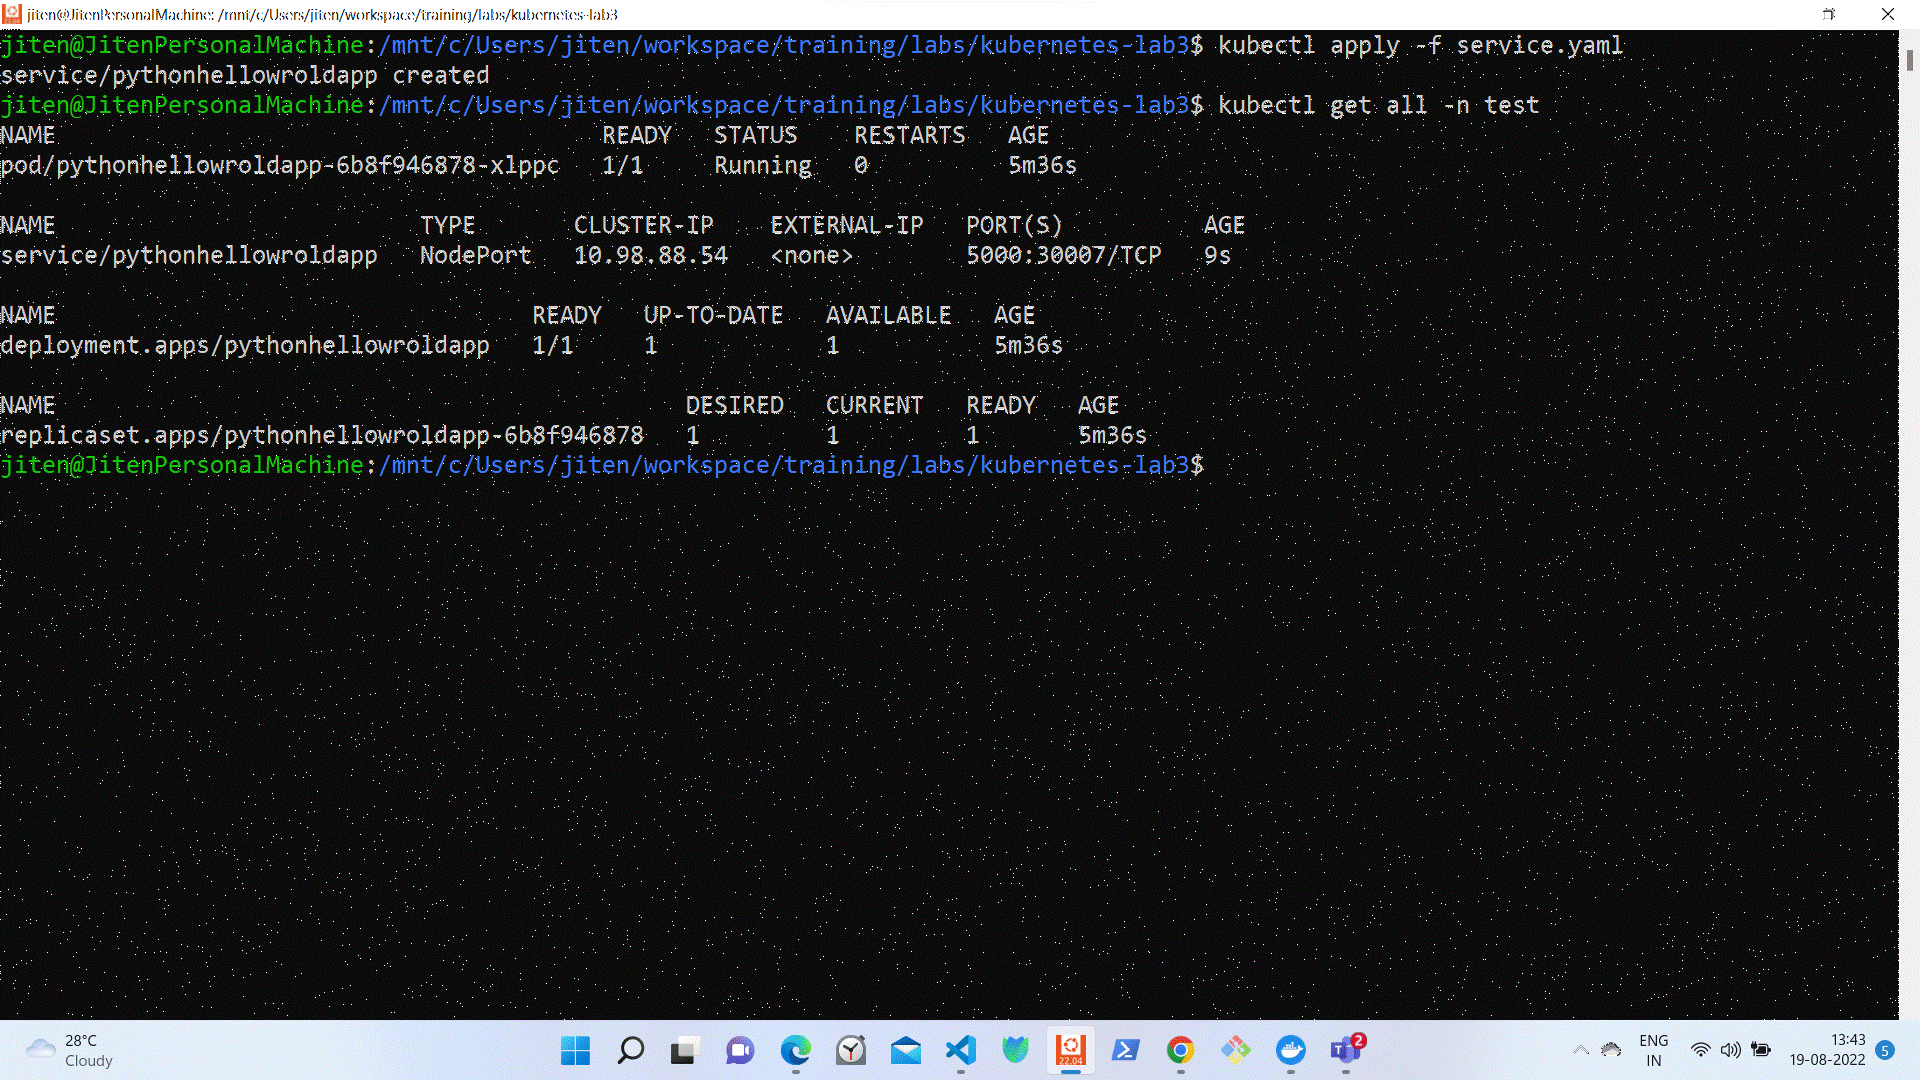 jiten@JitenPersonalMachine: /mnt/c/Users/jiten/workspace/training/labs/kubernetes-lab3
jiten@JitenPersonalMachine:/mnt/c/Users/jiten/workspace/training/labs/kubernetes-lab3$ kubectl apply -f service.yaml
service/pythonhellowroldapp created
jiten@JitenPersonalMachine:/mnt/c/Users/jiten/workspace/training/labs/kubernetes-lab3$ kubectl get all -n test
NAME READY STATUS RESTARTS AGE
pod/pythonhellowroldapp-6b8f946878-xlppc 1/1 Running 0 5m36s
NAME TYPE CLUSTER-IP EXTERNAL-IP PORT(S) AGE
service/pythonhellowroldapp NodePort 10.98.88.54 <none> 5000:30007/TCP 9s
NAME READY UP-TO-DATE AVAILABLE AGE
deployment.apps/pythonhellowroldapp 1/1 1 1 5m36s
NAME DESIRED CURRENT READY AGE
replicaset.apps/pythonhellowroldapp-6b8f946878 1 1 1 5m36s
jiten@JitenPersonalMachine:/mnt/c/Users/jiten/workspace/training/labs/kubernetes-lab3$
28°C
Cloudy
22.04
2
ENG
IN
13:43
19-08-2022
5